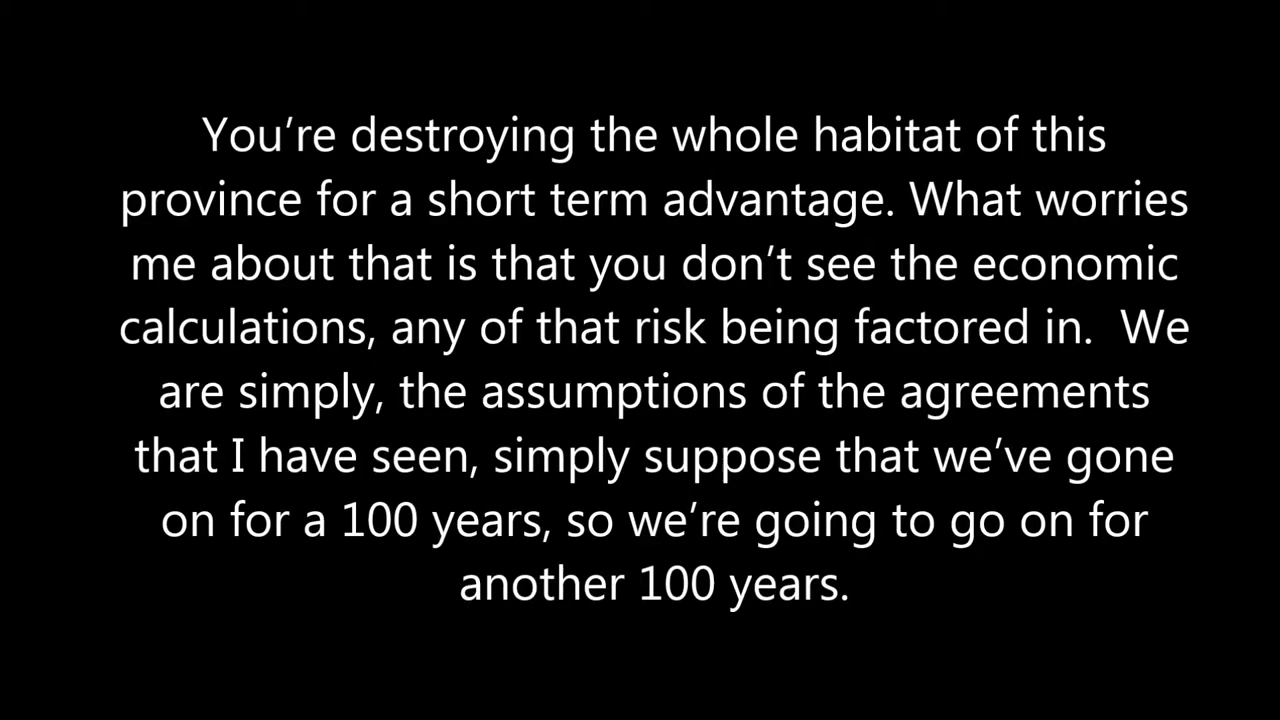 You’re destroying the whole habitat of this
province for a short term advantage. What worries
me about that is that you don’t see the economic
calculations, any of that risk being factored in.  We
are simply, the assumptions of the agreements
that I have seen, simply suppose that we’ve gone
on for a 100 years, so we’re going to go on for
another 100 years.